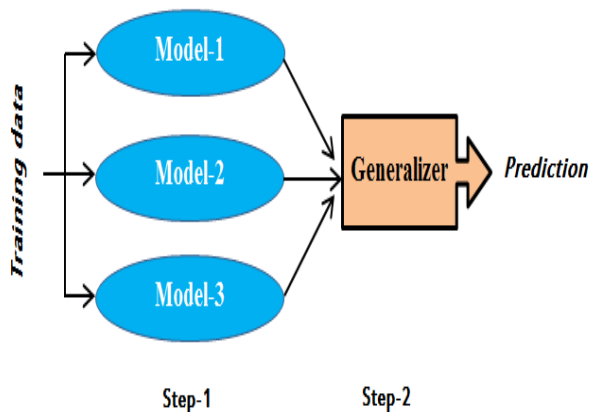 Training data
Model-1
Model-2
Model-3
Generalizer
Prediction
Step-1
Step-2